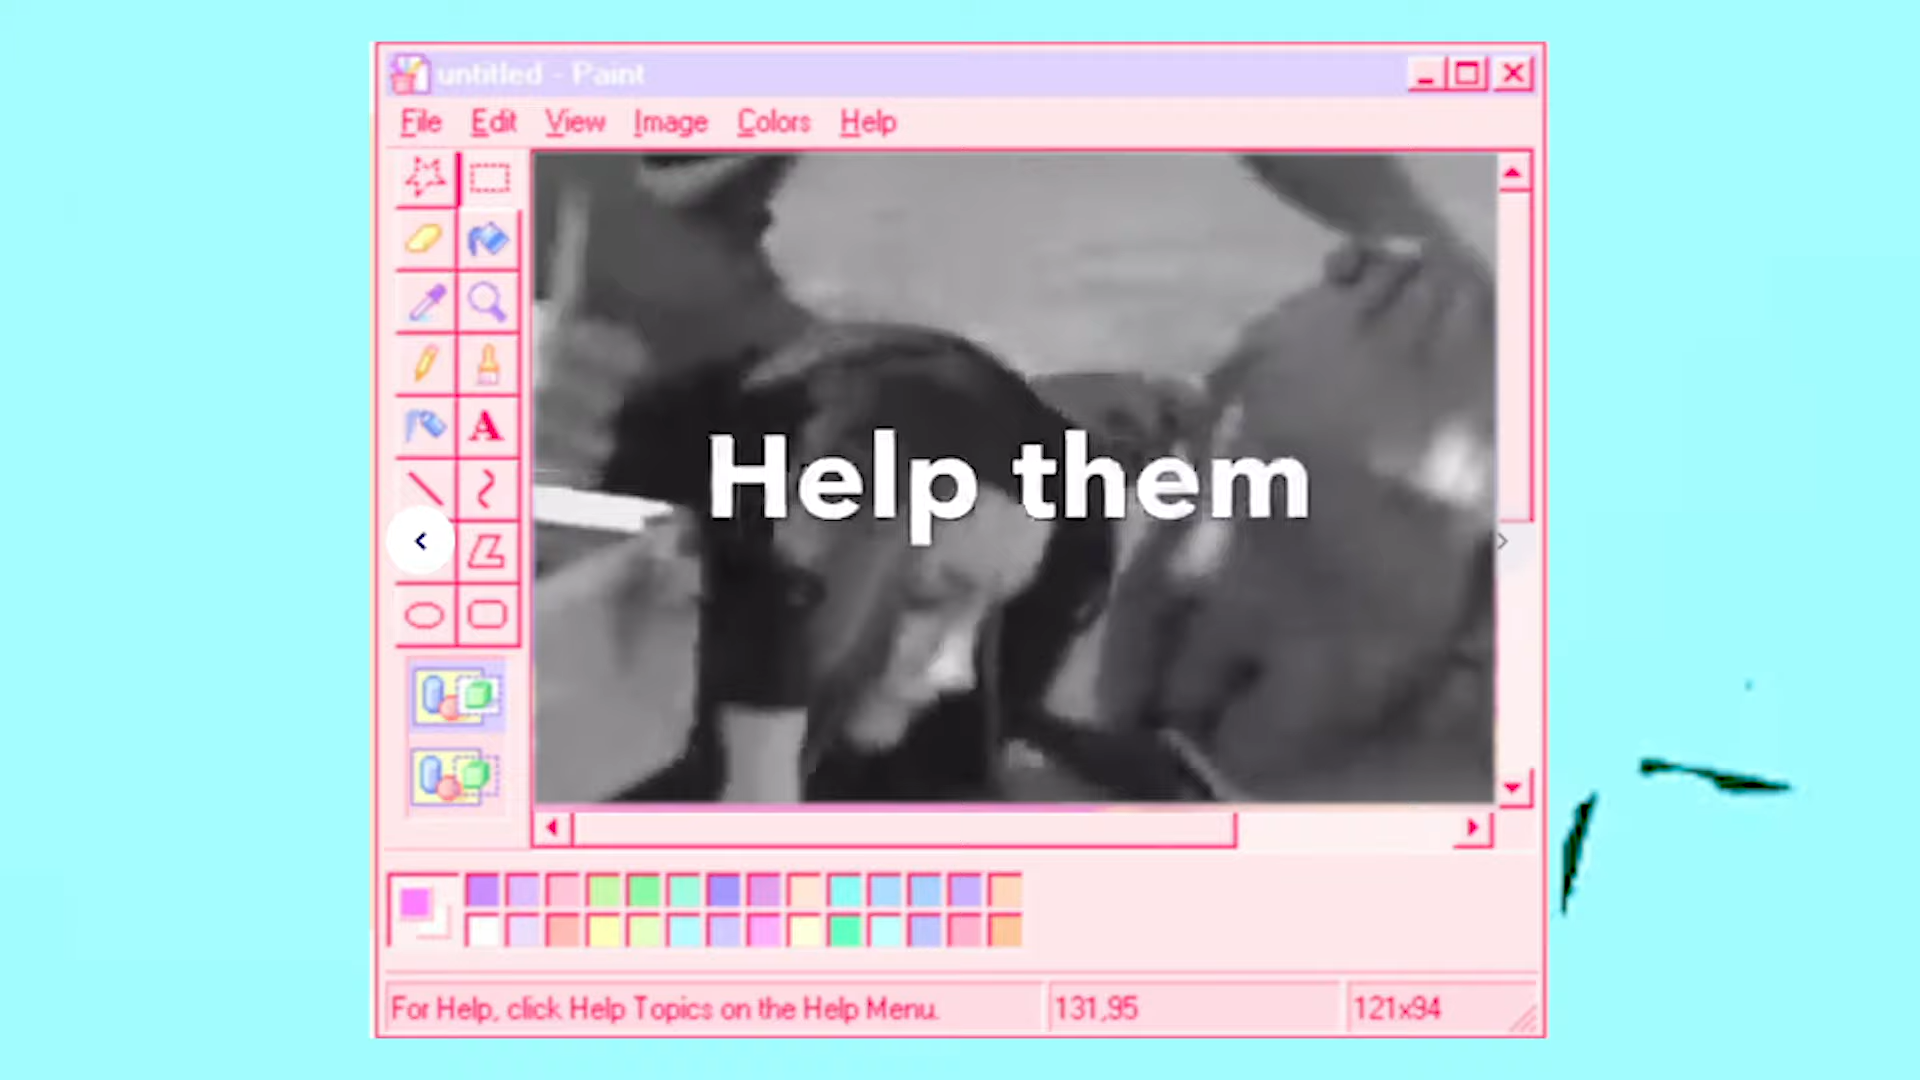 untitled - Paint
File Edit View Image Colors Help
A
Help them
For Help, click Help Topics on the Help Menu. 131,95 121x94